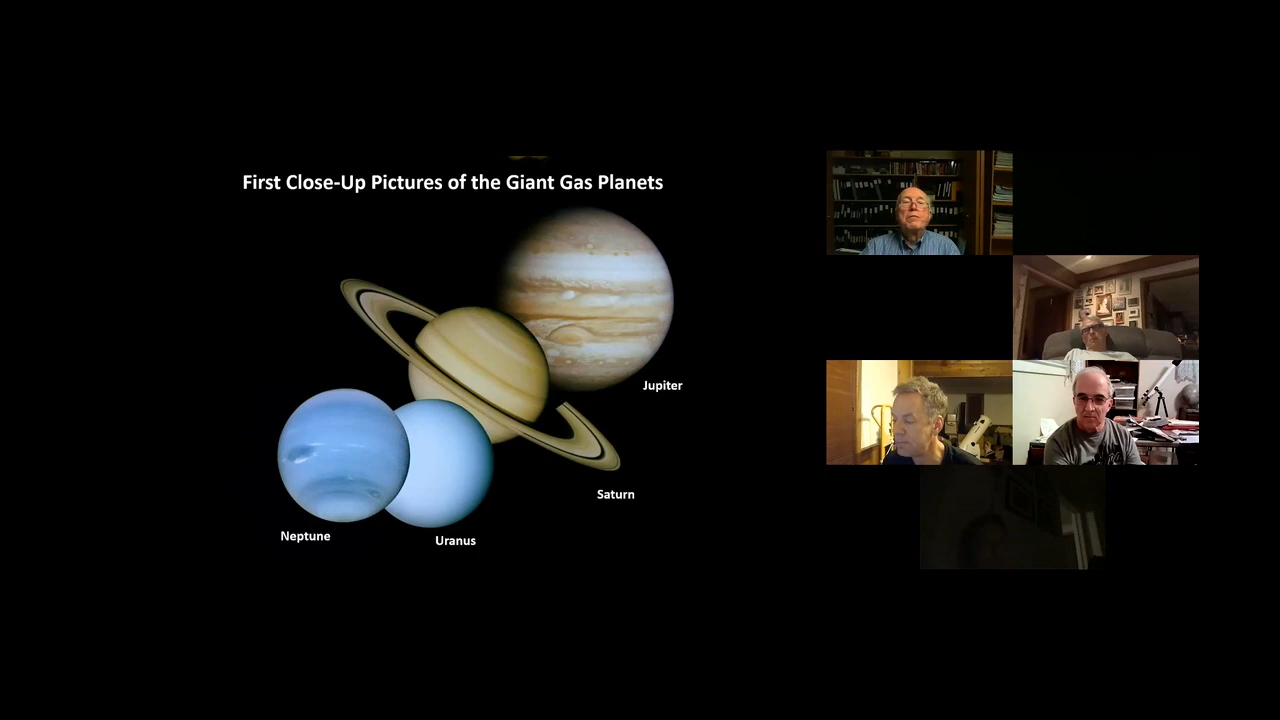 First Close-Up Pictures of the Giant Gas Planets
Jupiter
Saturn
Neptune
Uranus